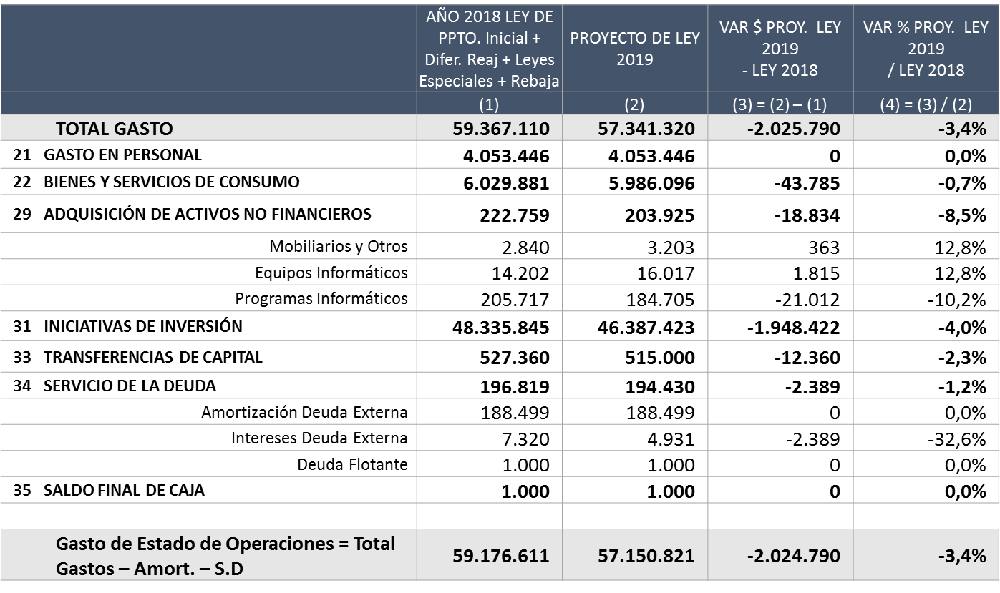 AÑO 2018 LEY DE
PPTO. Inicial +
Difer. Reaj + Leyes
Especiales + Rebaja
PROYECTO DE LEY
2019
VAR $ PROY. LEY
2019
- LEY 2018
VAR % PROY. LEY
2019
/ LEY 2018
(1) (2) (3) = (2) – (1) (4) = (3) / (2)
TOTAL GASTO 59.367.110 57.341.320 -2.025.790 -3,4%
21 GASTO EN PERSONAL 4.053.446 4.053.446 0 0,0%
22 BIENES Y SERVICIOS DE CONSUMO 6.029.881 5.986.096 -43.785 -0,7%
29 ADQUISICIÓN DE ACTIVOS NO FINANCIEROS 222.759 203.925 -18.834 -8,5%
Mobiliarios y Otros 2.840 3.203 363 12,8%
Equipos Informáticos 14.202 16.017 1.815 12,8%
Programas Informáticos 205.717 184.705 -21.012 -10,2%
31 INICIATIVAS DE INVERSIÓN 48.335.845 46.387.423 -1.948.422 -4,0%
33 TRANSFERENCIAS DE CAPITAL 527.360 515.000 -12.360 -2,3%
34 SERVICIO DE LA DEUDA 196.819 194.430 -2.389 -1,2%
Amortización Deuda Externa 188.499 188.499 0 0,0%
Intereses Deuda Externa 7.320 4.931 -2.389 -32,6%
Deuda Flotante 1.000 1.000 0 0,0%
35 SALDO FINAL DE CAJA 1.000 1.000 0 0,0%
Gasto de Estado de Operaciones = Total
Gastos – Amort. – S.D 59.176.611 57.150.821 -2.024.790 -3,4%